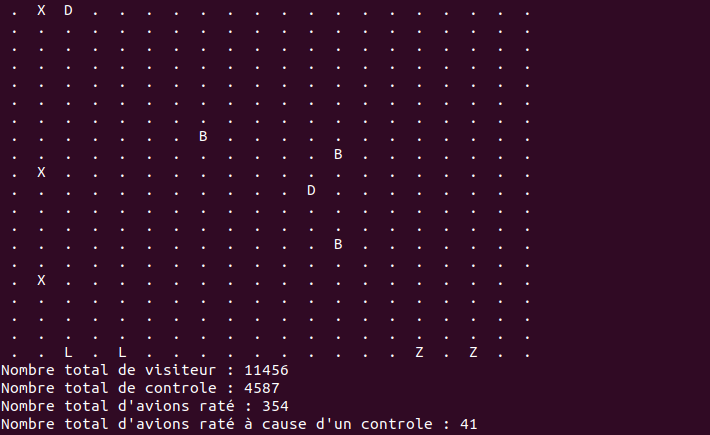 . X D . . . . . . . . . . . . . . . . .
. . . . . . . . . . . . . . . . . . . .
. . . . . . . . . . . . . . . . . . . .
. . . . . . . . . . . . . . . . . . . .
. . . . . . . . . . . . . . . . . . . .
. . . . . . . . . . . . . . . . . . . .
. . . . . . . . . . . . . . . . . . . .
. . . . . . . B . . . . . . . . . . . .
. . . . . . . . . . . . B . . . . . . .
. X . . . . . . . . . . . . . . . . . .
. . . . . . . . . . . D . . . . . . . .
. . . . . . . . . . . . . . . . . . . .
. . . . . . . . . . . . . . . . . . . .
. . . . . . . . . . . . B . . . . . . .
. . . . . . . . . . . . . . . . . . . .
. X . . . . . . . . . . . . . . . . . .
. . . . . . . . . . . . . . . . . . . .
. . . . . . . . . . . . . . . . . . . .
. . . . . . . . . . . . . . . . . . . .
. . L . L . . . . . . . . . . Z . Z . .
Nombre total de visiteur : 11456
Nombre total de controle : 4587
Nombre total d'avions raté : 354
Nombre total d'avions raté à cause d'un controle : 41